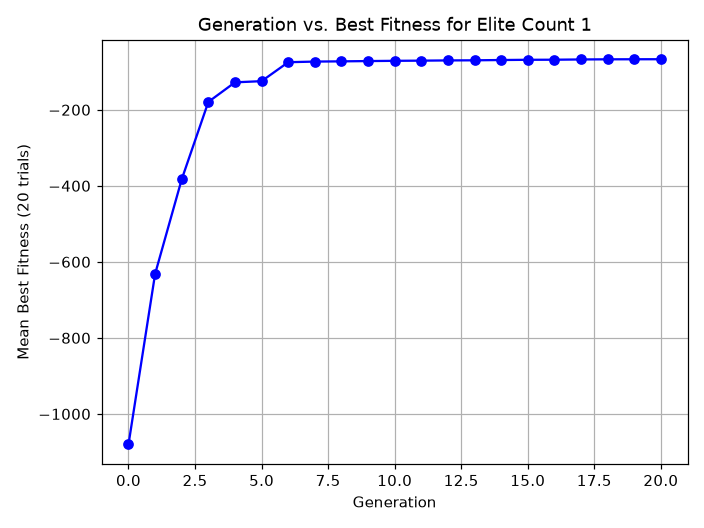 Generation vs. Best Fitness for Elite Count 1
Mean Best Fitness (20 trials)
−200
−400
−600
−800
−1000
0.0 2.5 5.0 7.5 10.0 12.5 15.0 17.5 20.0
Generation